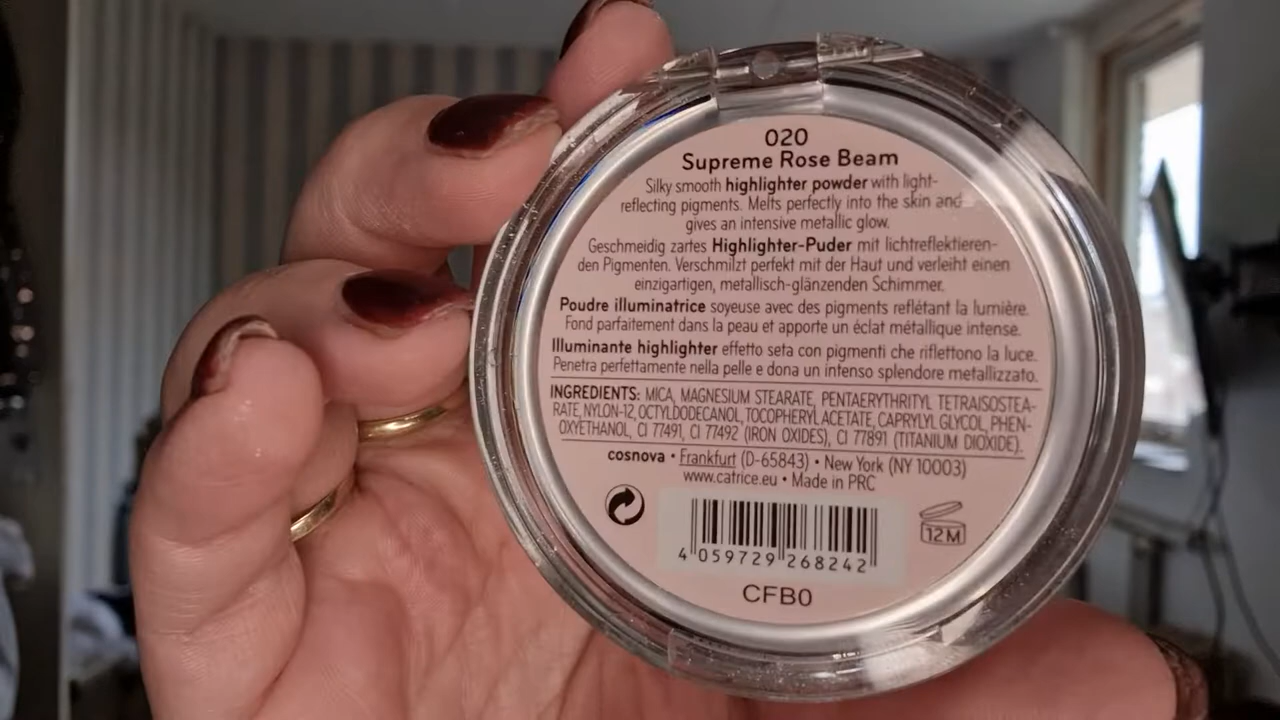 020
Supreme Rose Beam
Silky smooth highlighter powder with light-
reflecting pigments. Melts perfectly into the skin and
gives an intensive metallic glow.
Geschmeidig zartes Highlighter-Puder mit lichtreflektieren-
den Pigmenten. Verschmilzt perfekt mit der Haut und verleiht einen
einzigartigen, metallisch-glänzenden Schimmer.
Poudre illuminatrice soyeuse avec des pigments reflétant la lumière.
Fond parfaitement dans la peau et apporte un éclat métallique intense.
Illuminante highlighter effetto seta con pigmenti che riflettono la luce.
Penetra perfettamente nella pelle e dona un intenso splendore metallizzato.
INGREDIENTS: MICA, MAGNESIUM STEARATE, PENTAERYTHRITYL TETRAISOSTEA-
RATE, NYLON-12, OCTYLDODECANOL, TOCOPHERYL ACETATE, CAPRYLYL GLYCOL, PHEN-
OXYETHANOL, CI 77491, CI 77492 (IRON OXIDES), CI 77891 (TITANIUM DIOXIDE).
cosnova • Frankfurt (D-65843) • New York (NY 10003)
www.catrice.eu • Made in PRC
12M
4 059729 268242
CFB0